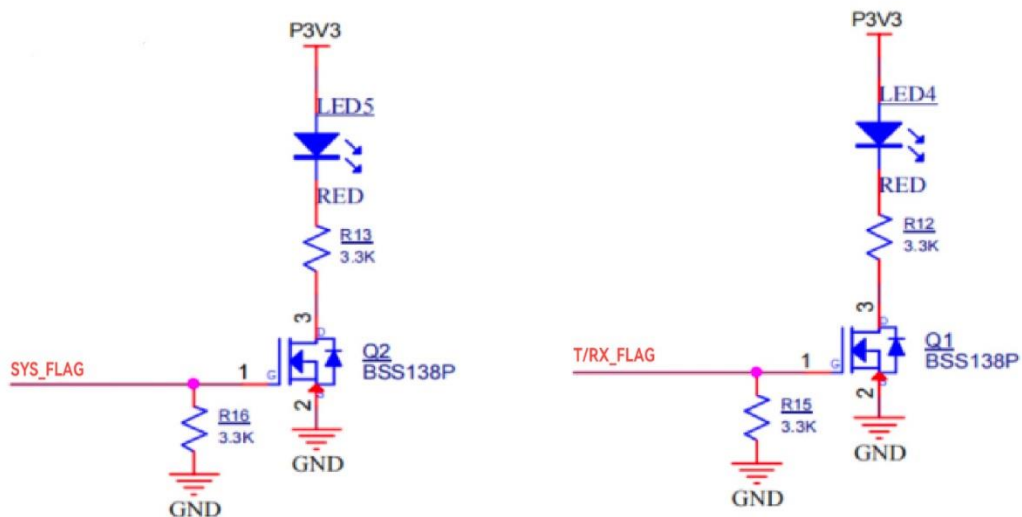 P3V3
LED5
RED
R13
3.3K
3
D
Q2
BSS138P
SYS_FLAG
1
G
S
2
R16
3.3K
GND
GND
P3V3
LED4
RED
R12
3.3K
3
D
Q1
BSS138P
T/RX_FLAG
1
G
S
2
R15
3.3K
GND
GND